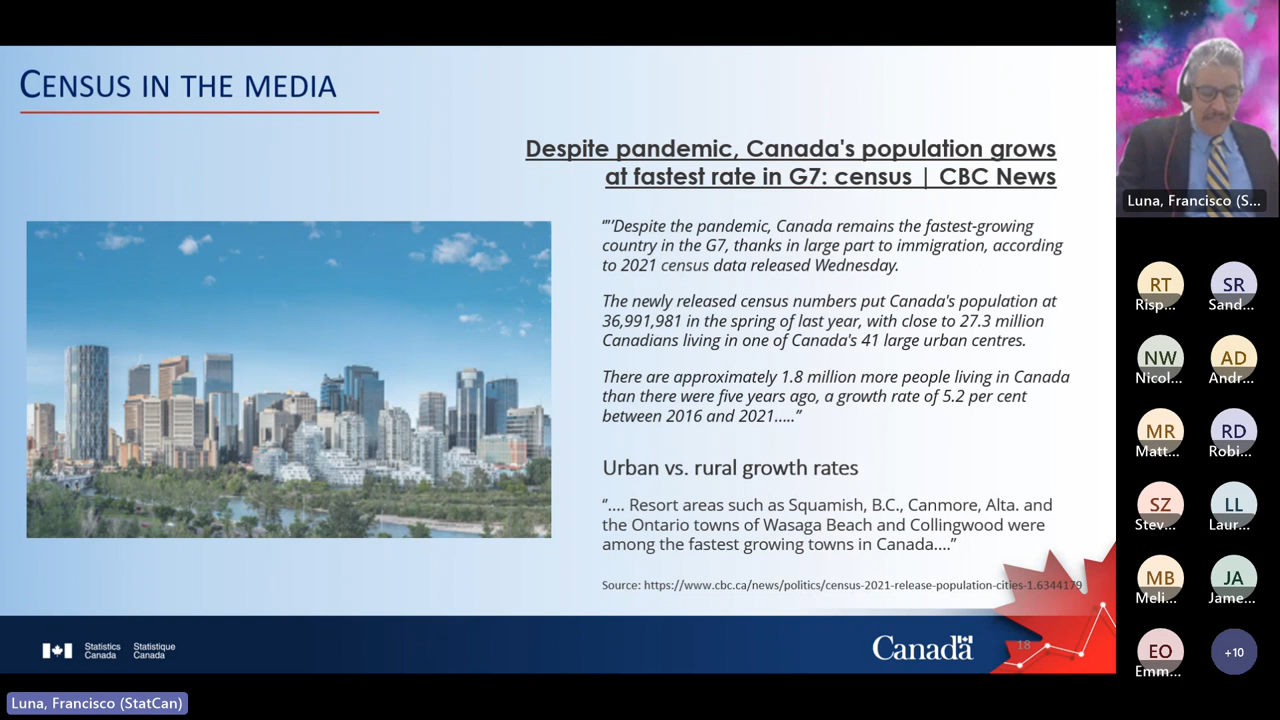 CENSUS IN THE MEDIA
Despite pandemic, Canada's population grows
at fastest rate in G7: census | CBC News
“"’Despite the pandemic, Canada remains the fastest-growing
country in the G7, thanks in large part to immigration, according
to 2021 census data released Wednesday.
The newly released census numbers put Canada's population at
36,991,981 in the spring of last year, with close to 27.3 million
Canadians living in one of Canada's 41 large urban centres.
There are approximately 1.8 million more people living in Canada
than there were five years ago, a growth rate of 5.2 per cent
between 2016 and 2021.....”
Urban vs. rural growth rates
“.... Resort areas such as Squamish, B.C., Canmore, Alta. and
the Ontario towns of Wasaga Beach and Collingwood were
among the fastest growing towns in Canada....”
Source: https://www.cbc.ca/news/politics/census-2021-release-population-cities-1.6344179
Statistics Statistique
Canada Canada
Canada
18
Luna, Francisco (S...
RT SR
Risp... Sand...
NW AD
Nicol... Andr...
MR RD
Matt... Robi...
SZ LL
Stev... Laur...
MB JA
Meli... Jame...
EO +10
Emm...
Luna, Francisco (StatCan)